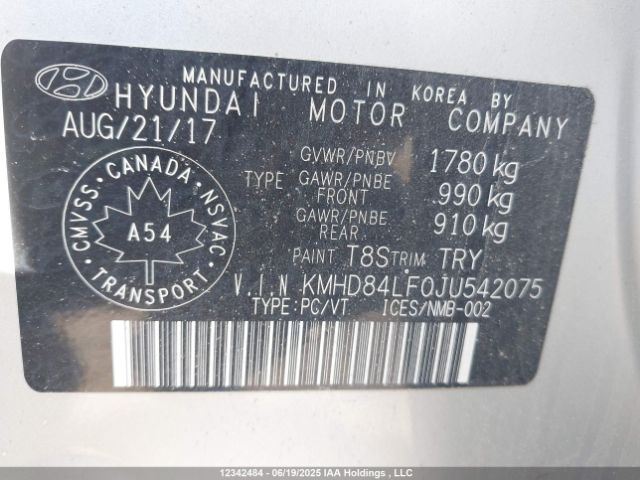 MANUFACTURED IN KOREA BY
HYUNDAI MOTOR COMPANY
AUG/21/17
GVWR/PNBV 1780 kg
TYPE GAWR/PNBE FRONT 990 kg
GAWR/PNBE REAR 910 kg
CMVSS · CANADA · NSVAC · TRANSPORT
A54
PAINT T8S TRIM TRY
V.I.N KMHD84LF0JU542075
TYPE:PC/VT ICES/NMB-002
12342484 - 06/19/2025 - Impact Auctions , LLC